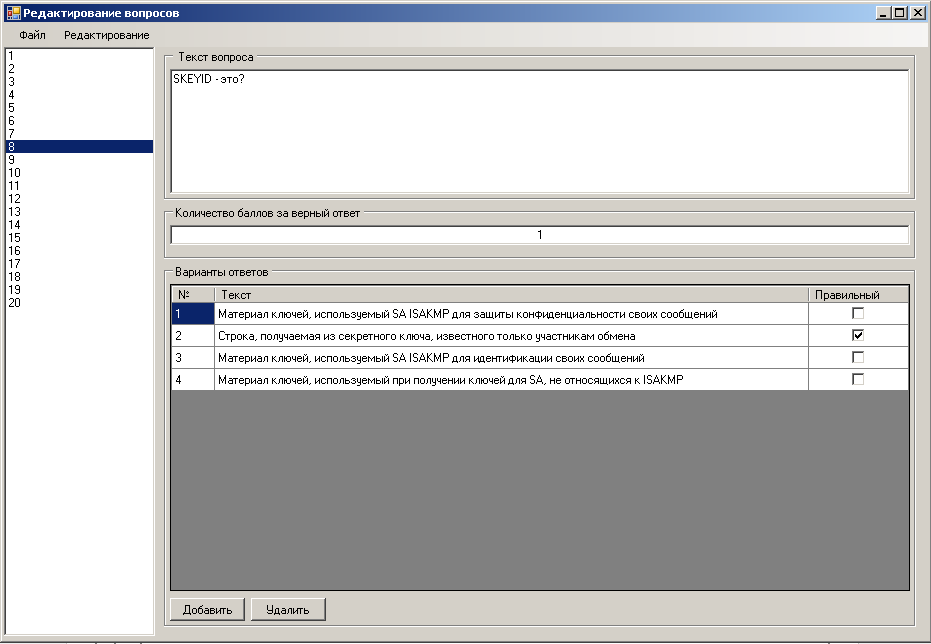 Редактирование вопросов
Файл Редактирование
1
2
3
4
5
6
7
8
9
10
11
12
13
14
15
16
17
18
19
20
Текст вопроса
SKEYID - это?
Количество баллов за верный ответ
1
Варианты ответов
№ Текст Правильный
1 Материал ключей, используемый SA ISAKMP для защиты конфиденциальности своих сообщений
2 Строка, получаемая из секретного ключа, известного только участникам обмена
3 Материал ключей, используемый SA ISAKMP для идентификации своих сообщений
4 Материал ключей, используемый при получении ключей для SA, не относящихся к ISAKMP
Добавить Удалить